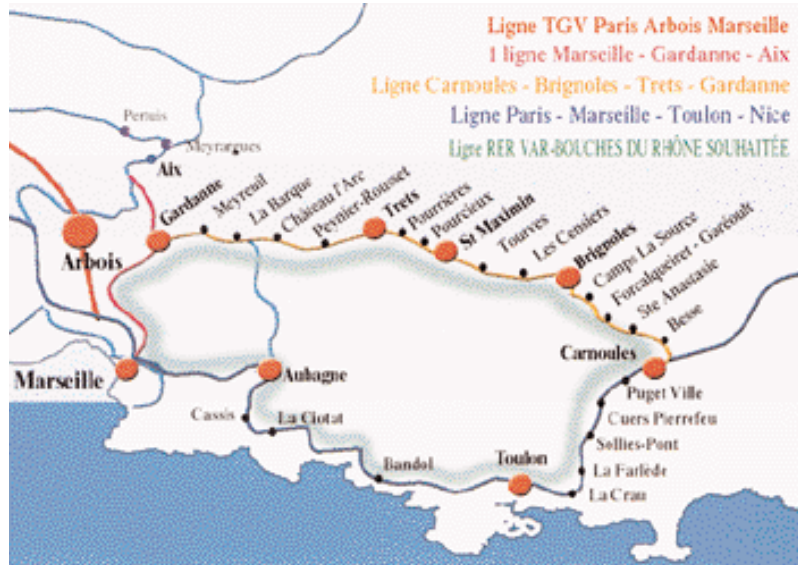 Ligne TGV Paris Arbois Marseille
1 ligne Marseille - Gardanne - Aix
Ligne Carnoules - Brignoles - Trets - Gardanne
Ligne Paris - Marseille - Toulon - Nice
Ligne RER VAR-BOUCHES DU RHÔNE SOUHAITÉE
Pertuis
Meyrargues
Aix
Arbois
Gardanne
Meyreuil
La Barque
Château l'Arc
Peynier-Rousset
Trets
Pourrières
Pourcieux
St Maximin
Tourves
Les Censiers
Brignoles
Camps La Source
Forcalqueiret - Garéoult
Ste Anastasie
Besse
Carnoules
Marseille
Aubagne
Puget Ville
Cassis
La Ciotat
Cuers Pierrefeu
Sollies-Pont
Bandol
Toulon
La Farlède
La Crau